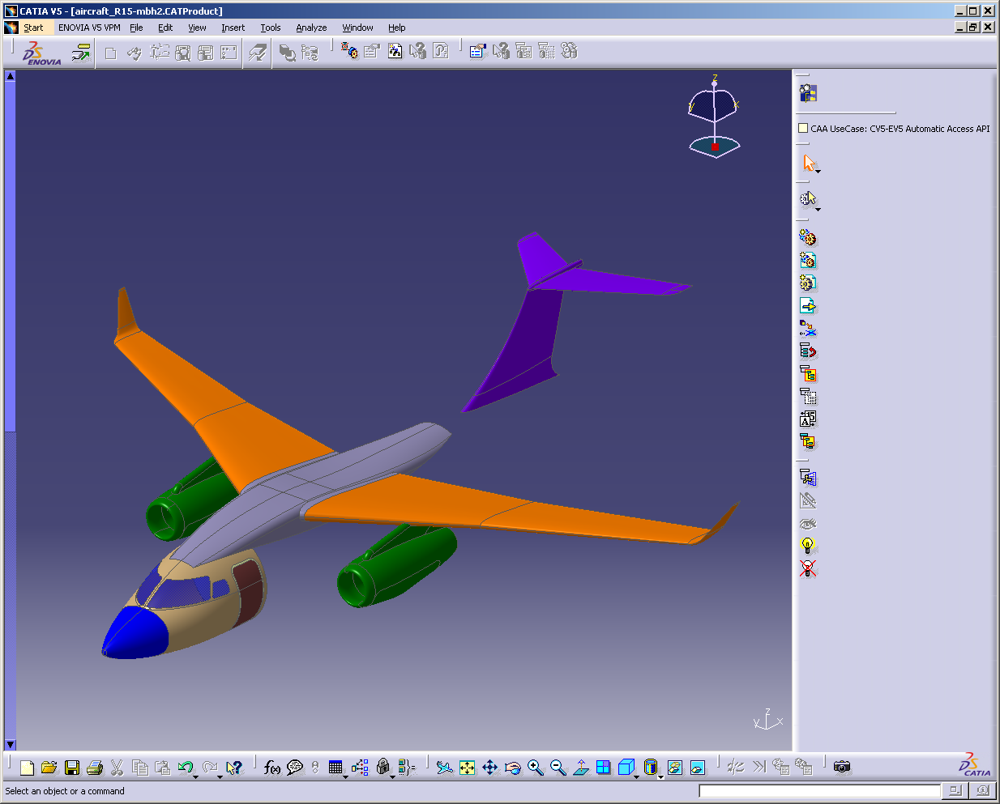 CATIA V5 - [aircraft_R15-mbh2.CATProduct]
Start ENOVIA V5 VPM File Edit View Insert Tools Analyze Window Help
ENOVIA
z
y x
CAA UseCase: CV5-EV5 Automatic Access API
z
y x
f(x)
CATIA
Select an object or a command